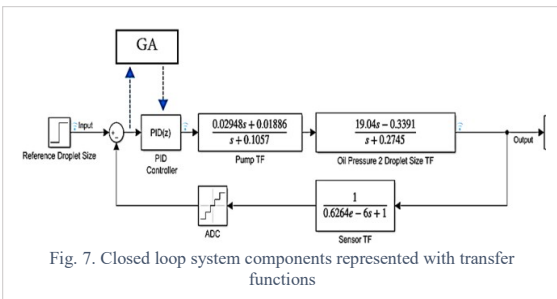 GA
Input
Reference Droplet Size
PID(z)
PID
Controller
0.02948s + 0.01886
s + 0.1057
Pump TF
19.04s − 0.3391
s + 0.2745
Oil Pressure 2 Droplet Size TF
Output
ADC
1
0.6264e − 6s + 1
Sensor TF
Fig. 7. Closed loop system components represented with transfer
functions